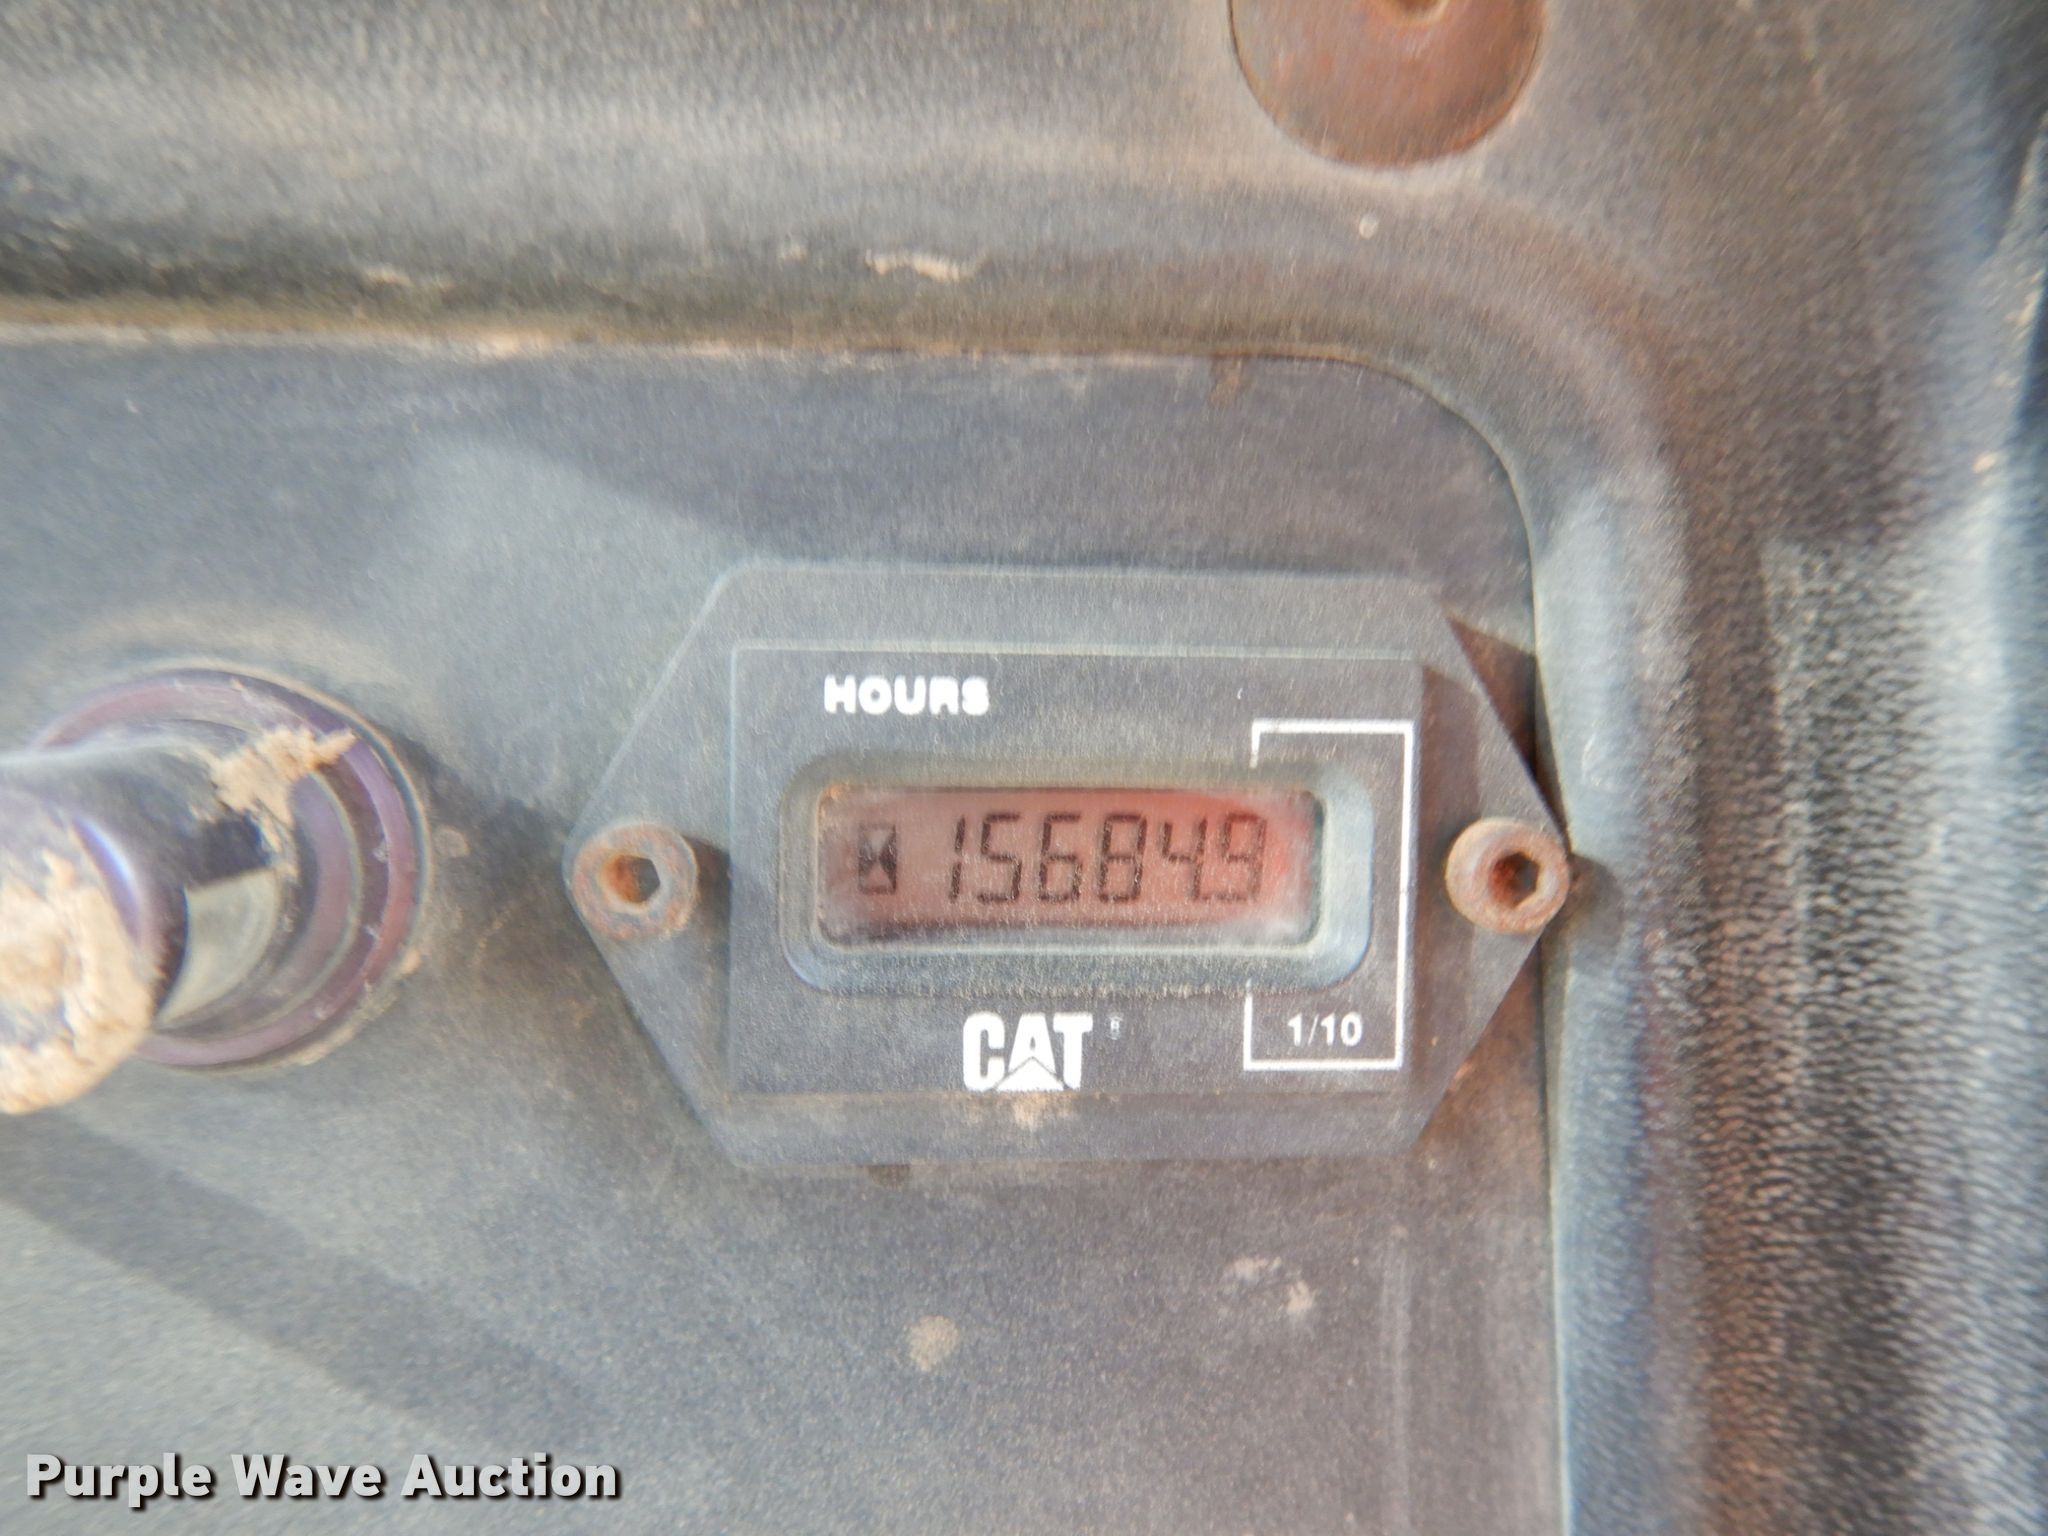 HOURS
15684.9
CAT®
1/10
Purple Wave Auction